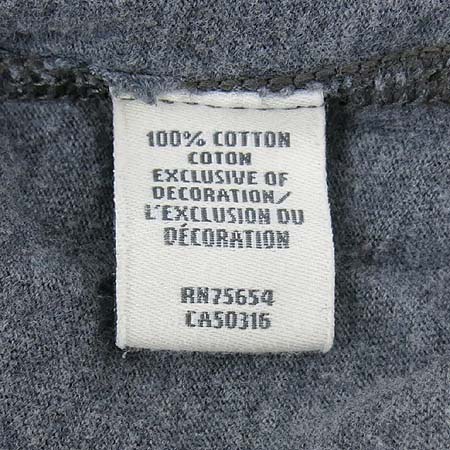 100% COTTON
COTON
EXCLUSIVE OF
DECORATION/
L'EXCLUSION DU
DÉCORATION
RN75654
CA50316